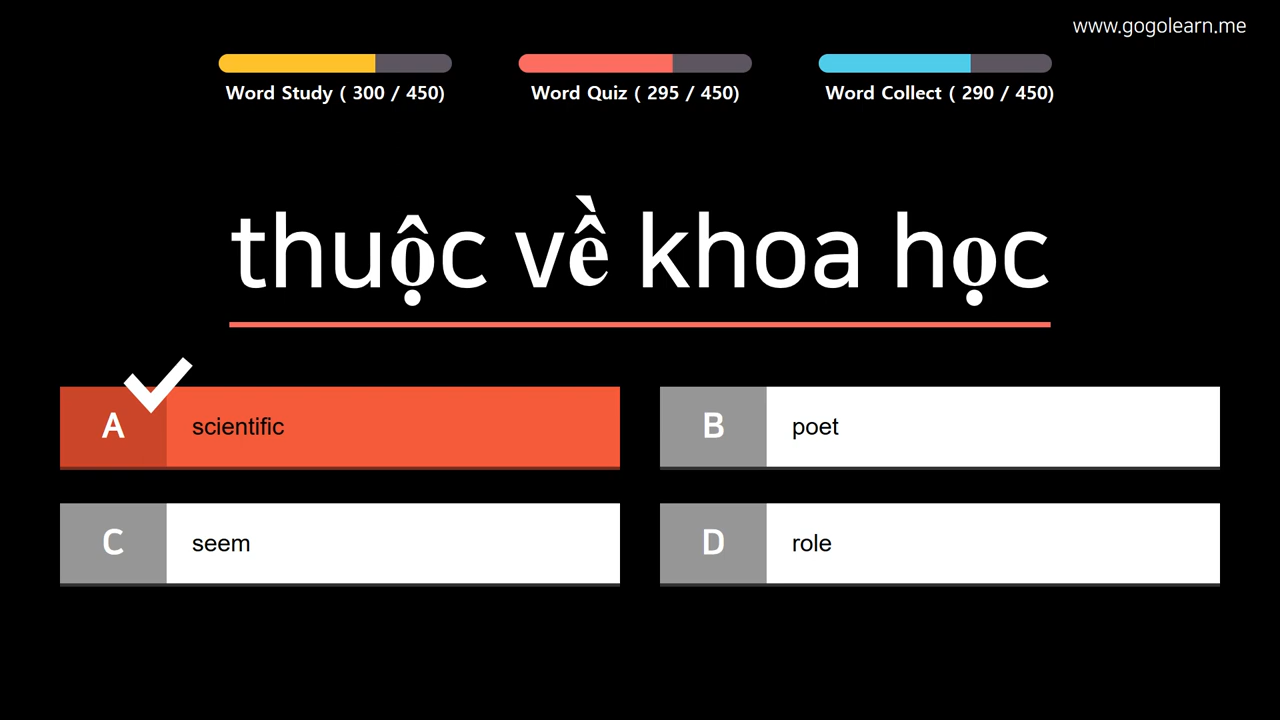 www.gogolearn.me
Word Study ( 300 / 450)
Word Quiz ( 295 / 450)
Word Collect ( 290 / 450)
thuộc về khoa học
A scientific
B poet
C seem
D role